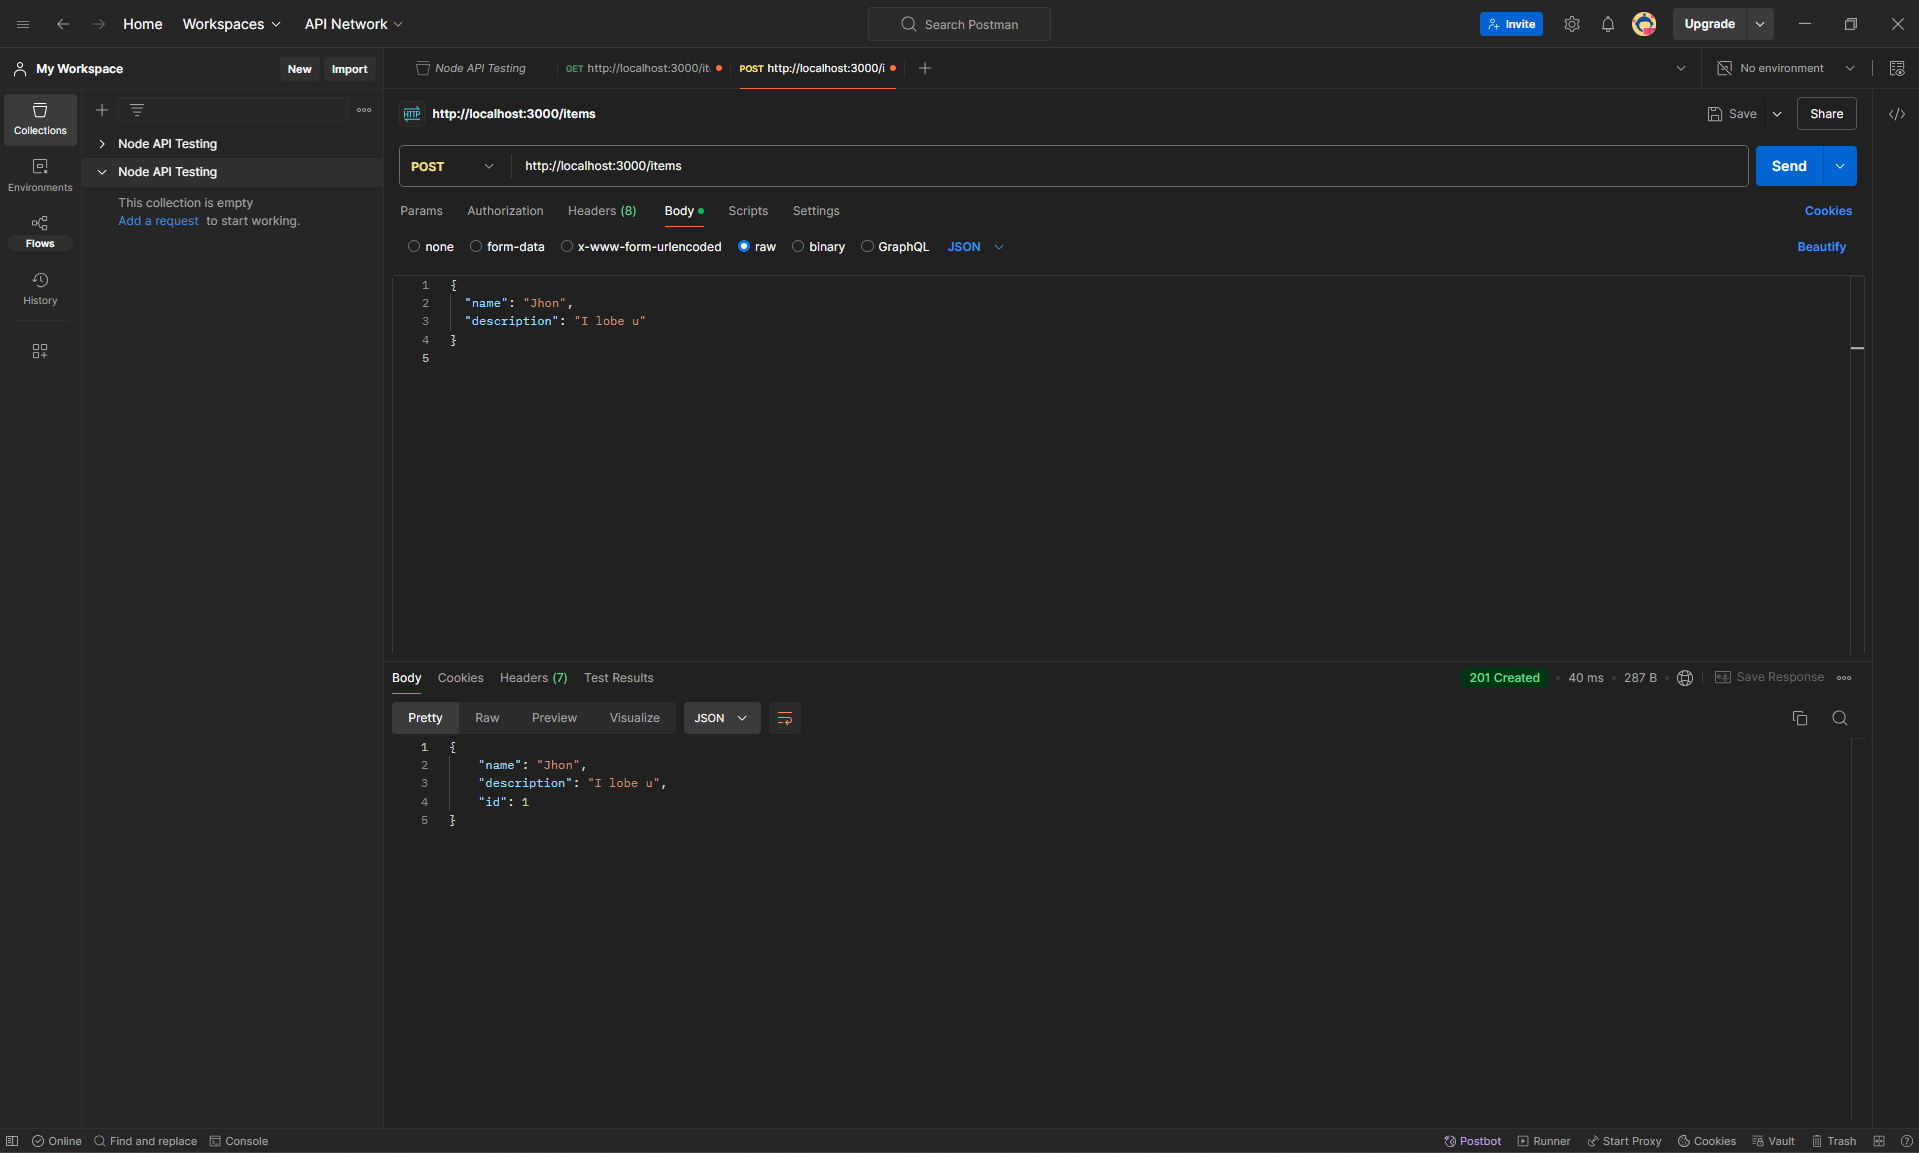 Home Workspaces API Network Search Postman Invite Upgrade
My Workspace New Import
Node API Testing GET http://localhost:3000/it POST http://localhost:3000/i No environment
Collections
Environments
Flows
History
Node API Testing
Node API Testing
This collection is empty
Add a request to start working.
HTTP http://localhost:3000/items Save Share
POST http://localhost:3000/items Send
Params Authorization Headers (8) Body Scripts Settings Cookies
none form-data x-www-form-urlencoded raw binary GraphQL JSON Beautify
1 {
2 "name": "Jhon",
3 "description": "I lobe u"
4 }
5
Body Cookies Headers (7) Test Results 201 Created • 40 ms • 287 B • e.g. Save Response
Pretty Raw Preview Visualize JSON
1 {
2 "name": "Jhon",
3 "description": "I lobe u",
4 "id": 1
5 }
Online Find and replace Console Postbot Runner Start Proxy Cookies Vault Trash